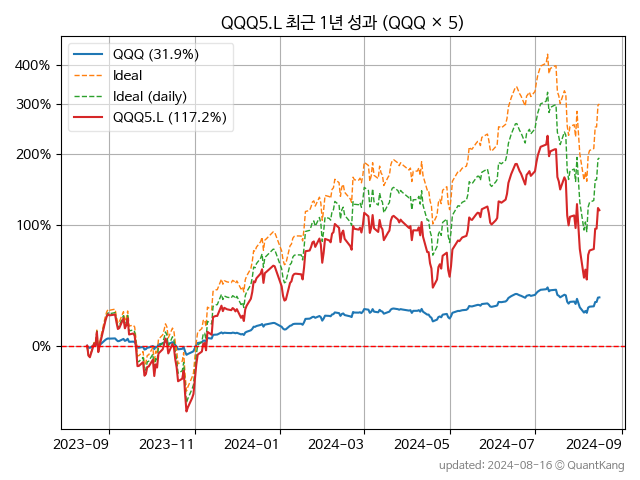 QQQ5.L 최근 1년 성과 (QQQ × 5)
QQQ (31.9%)
Ideal
Ideal (daily)
QQQ5.L (117.2%)
400%
300%
200%
100%
0%
2023-09 2023-11 2024-01 2024-03 2024-05 2024-07 2024-09
updated: 2024-08-16 © QuantKang